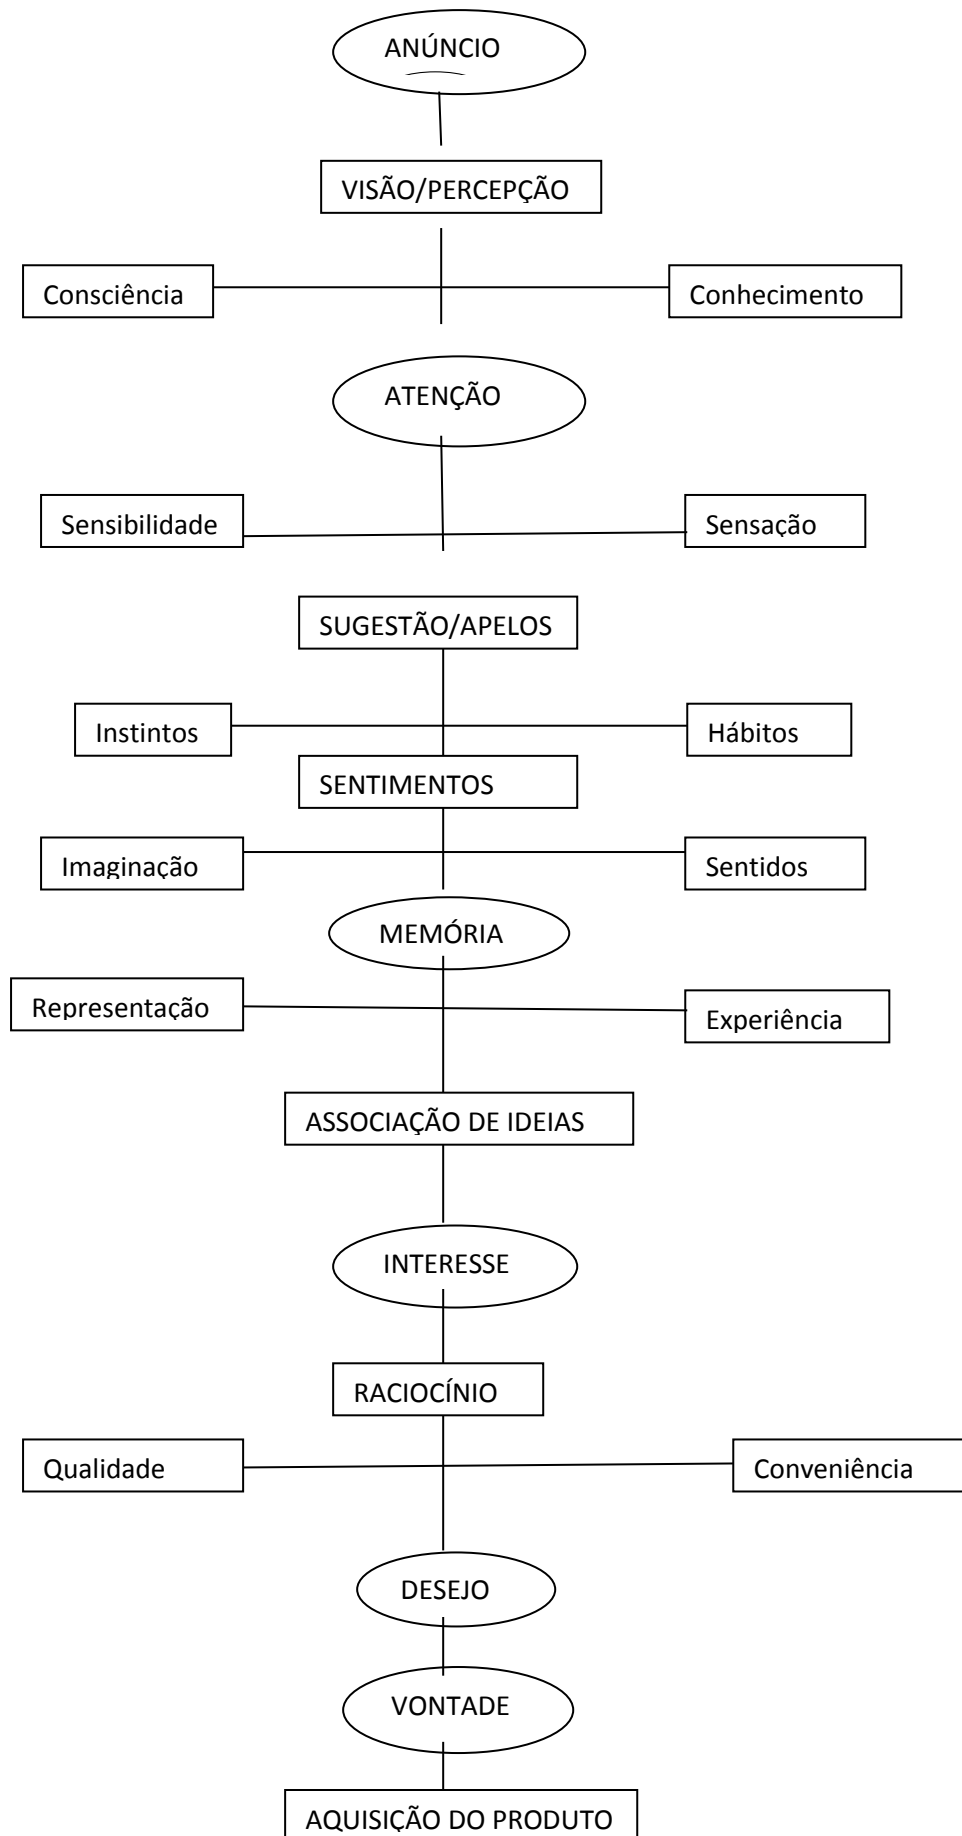 ANÚNCIO
VISÃO/PERCEPÇÃO
Consciência
Conhecimento
ATENÇÃO
Sensibilidade
Sensação
SUGESTÃO/APELOS
Instintos
Hábitos
SENTIMENTOS
Imaginação
Sentidos
MEMÓRIA
Representação
Experiência
ASSOCIAÇÃO DE IDEIAS
INTERESSE
RACIOCÍNIO
Qualidade
Conveniência
DESEJO
VONTADE
AQUISIÇÃO DO PRODUTO